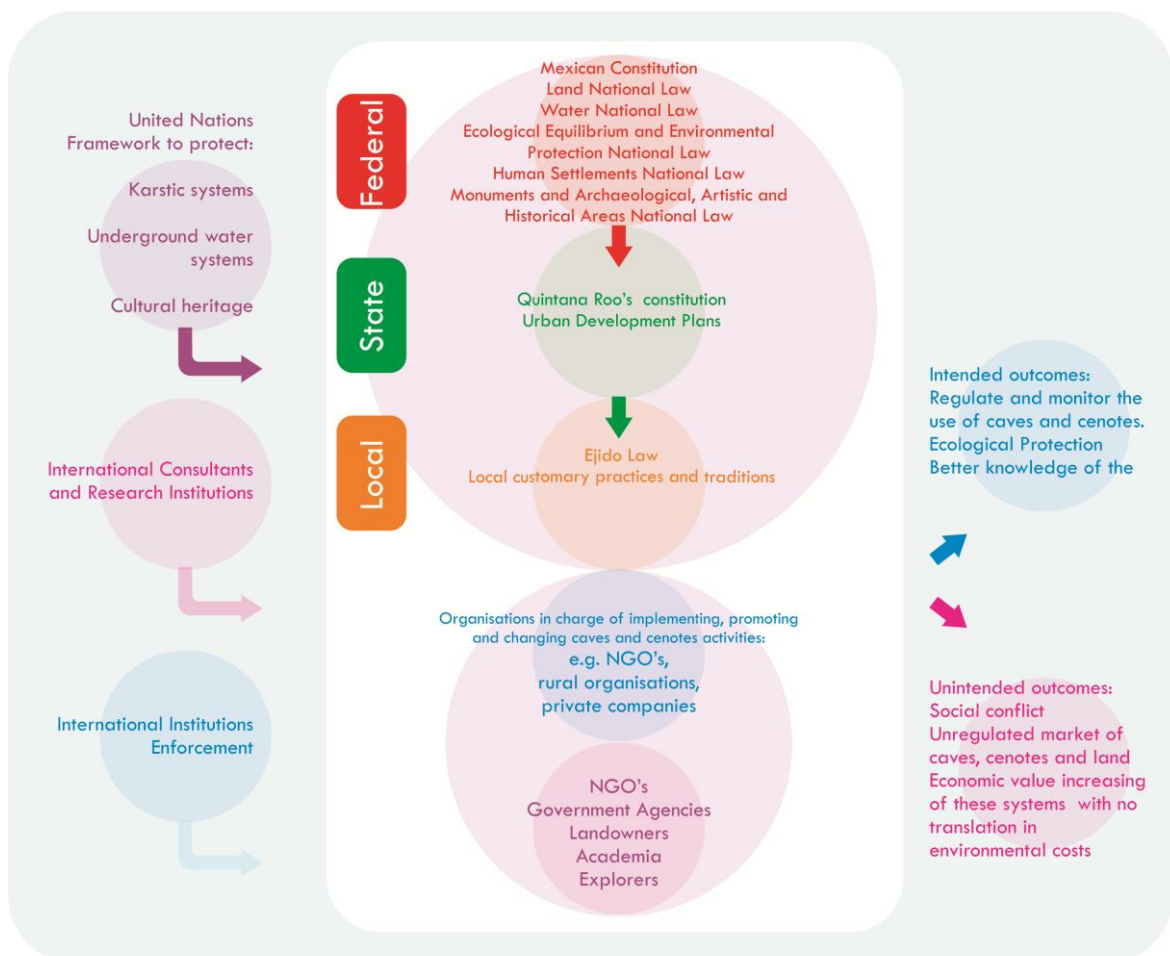 United Nations
Framework to protect:
Karstic systems
Underground water
systems
Cultural heritage
International Consultants
and Research Institutions
International Institutions
Enforcement
Federal
Mexican Constitution
Land National Law
Water National Law
Ecological Equilibrium and Environmental
Protection National Law
Human Settlements National Law
Monuments and Archaeological, Artistic and
Historical Areas National Law
State
Quintana Roo's constitution
Urban Development Plans
Local
Ejido Law
Local customary practices and traditions
Organisations in charge of implementing, promoting
and changing caves and cenotes activities:
e.g. NGO's,
rural organisations,
private companies
NGO's
Government Agencies
Landowners
Academia
Explorers
Intended outcomes:
Regulate and monitor the
use of caves and cenotes.
Ecological Protection
Better knowledge of the
Unintended outcomes:
Social conflict
Unregulated market of
caves, cenotes and land
Economic value increasing
of these systems with no
translation in
environmental costs